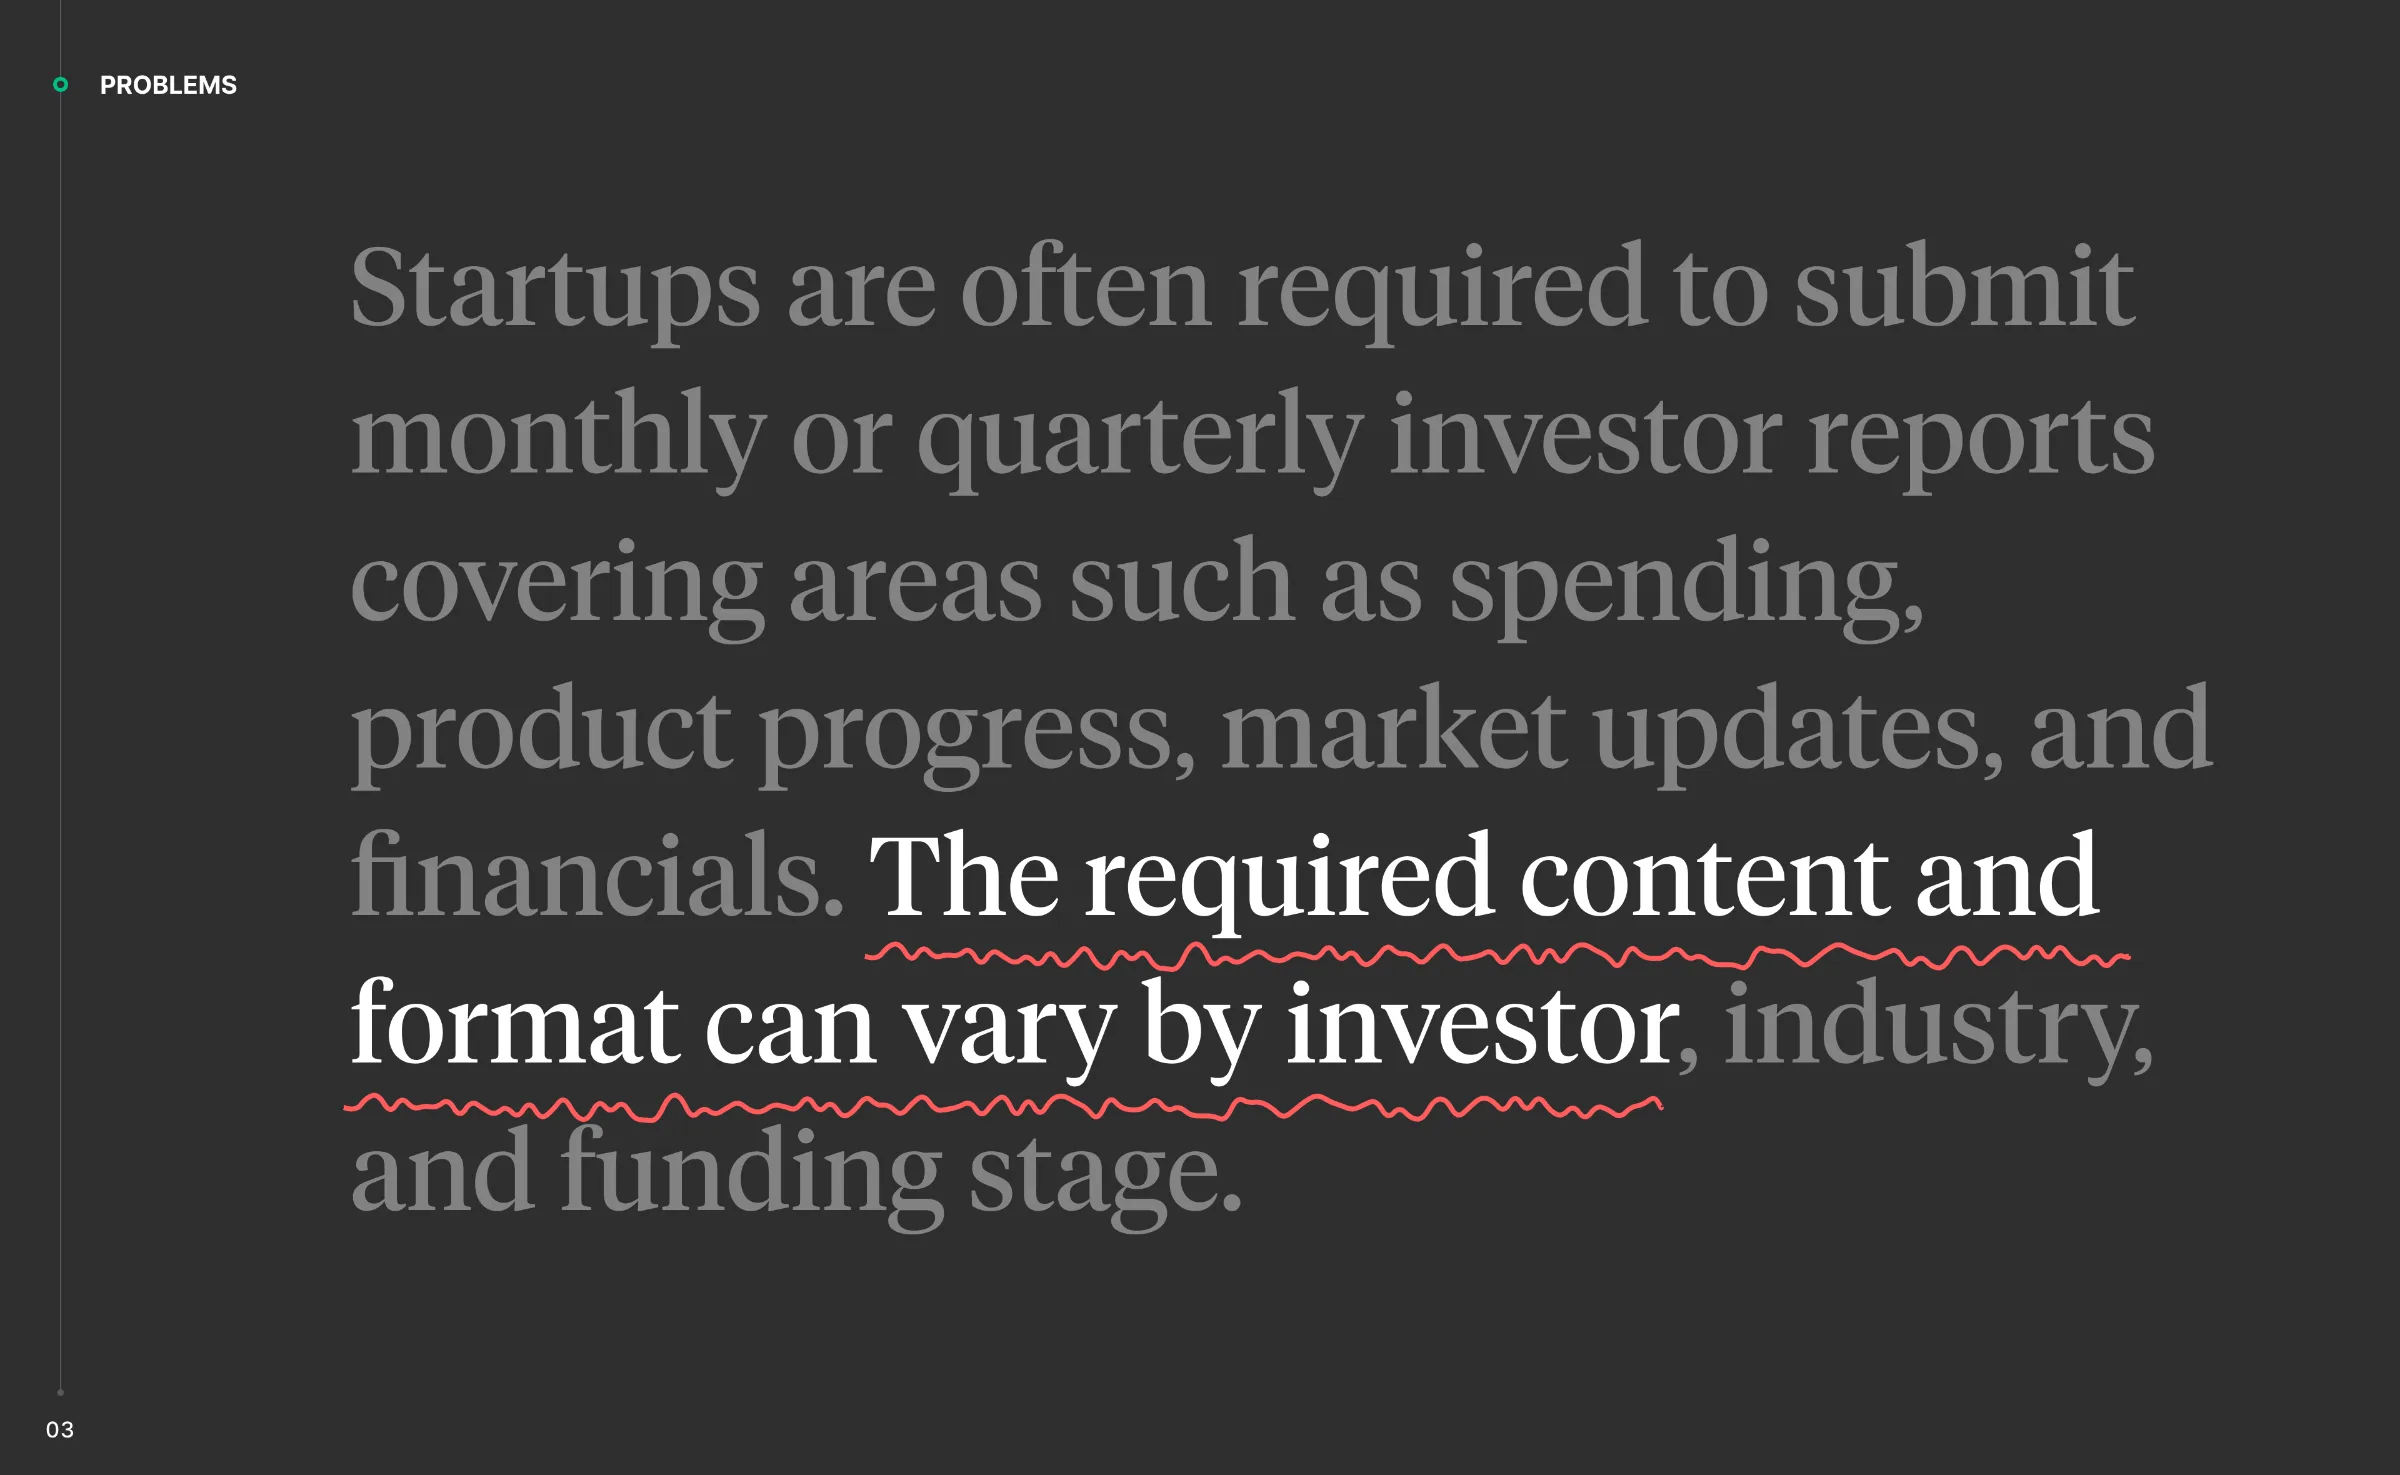 PROBLEMS
Startups are often required to submit
monthly or quarterly investor reports
covering areas such as spending,
product progress, market updates, and
financials. The required content and
format can vary by investor, industry,
and funding stage.
03